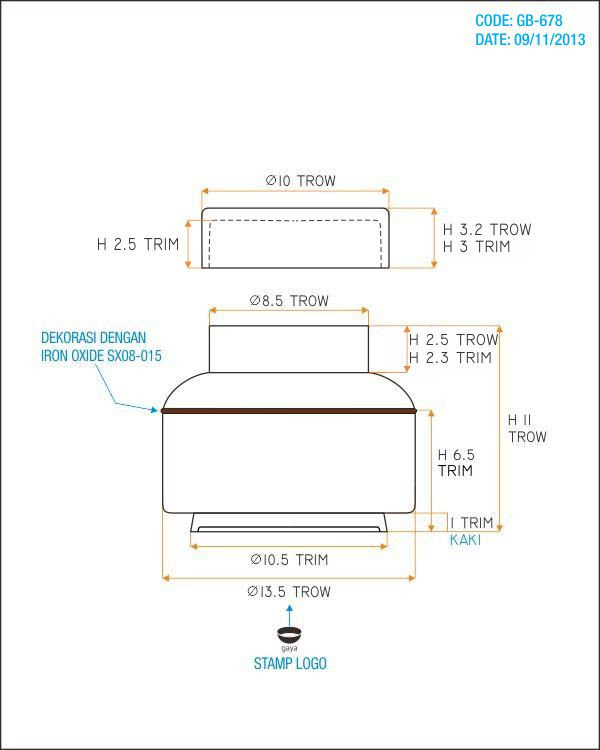 CODE: GB-678
DATE: 09/11/2013
Ø10 TROW
H 2.5 TRIM
H 3.2 TROW
H 3 TRIM
Ø8.5 TROW
DEKORASI DENGAN
IRON OXIDE SX08-015
H 2.5 TROW
H 2.3 TRIM
H 11
TROW
H 6.5
TRIM
1 TRIM
KAKI
Ø10.5 TRIM
Ø13.5 TROW
gaya
STAMP LOGO